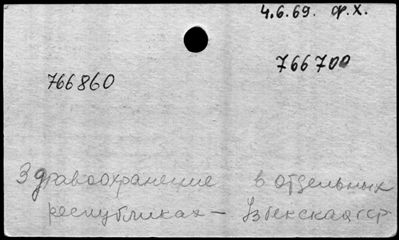 4.6.69. ф.х.
766700
766860
Здравоохранение в отдельных
республиках - Узбекская ССР